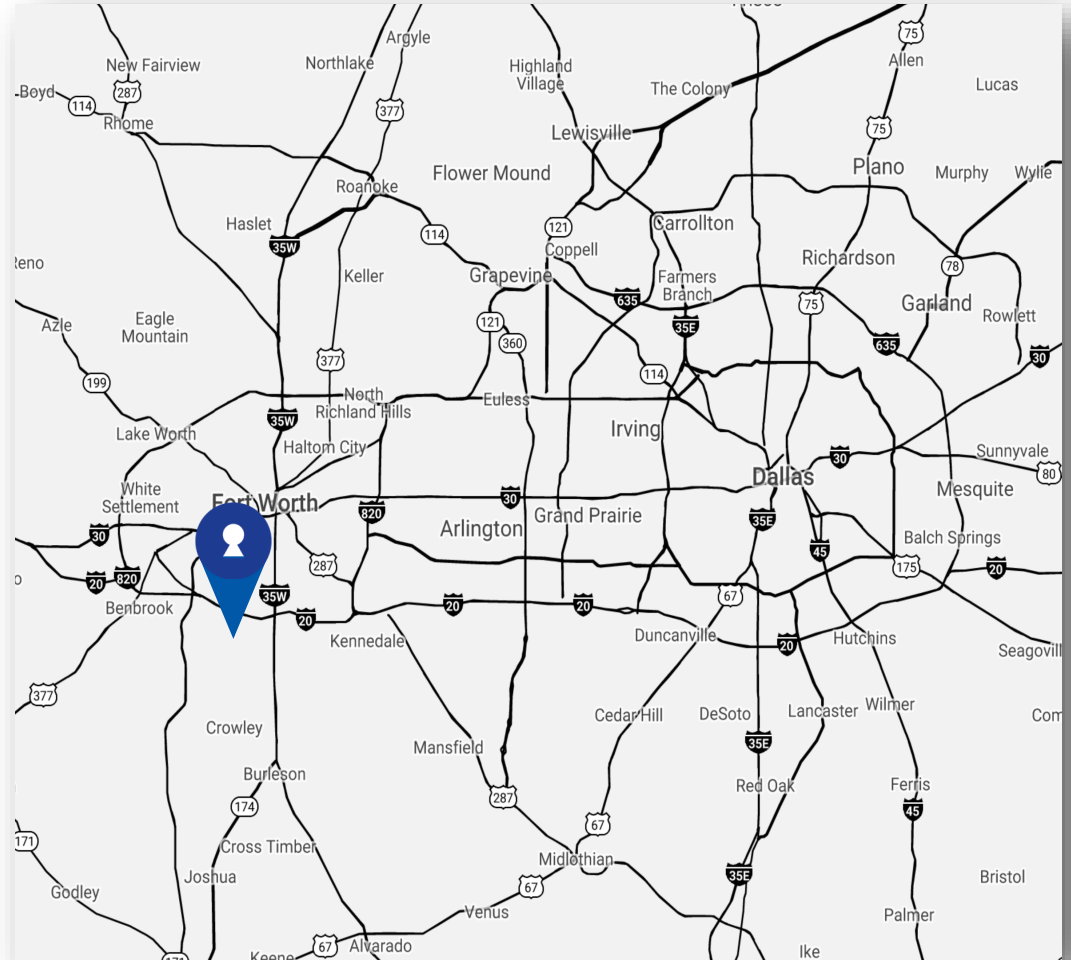 Argyle
New Fairview
Northlake
Highland
Village
75
Allen
Lucas
Boyd
114
287
377
The Colony
Rhome
Lewisville
75
Plano
Murphy
Wylie
Roanoke
Flower Mound
Haslet
35W
114
121
Carrollton
Coppell
Richardson
78
Keller
Grapevine
Farmers
Branch
635
75
Garland
Rowlett
Azle
Eagle
Mountain
121
360
35E
635
30
377
199
114
North
Richland Hills
Euless
35W
Lake Worth
Haltom City
Irving
30
Sunnyvale
80
White
Settlement
Fort Worth
820
30
Arlington
Grand Prairie
Dallas
Mesquite
35E
30
45
Balch Springs
287
175
20
820
20
Benbrook
35W
20
20
20
67
Kennedale
Duncanville
20
Hutchins
377
Crowley
Cedar Hill
DeSoto
Lancaster
Wilmer
Mansfield
35E
Burleson
287
Red Oak
Ferris
174
45
171
Cross Timber
67
Midlothian
Joshua
35E
Godley
67
Bristol
Venus
Palmer
67
Alvarado
Ike